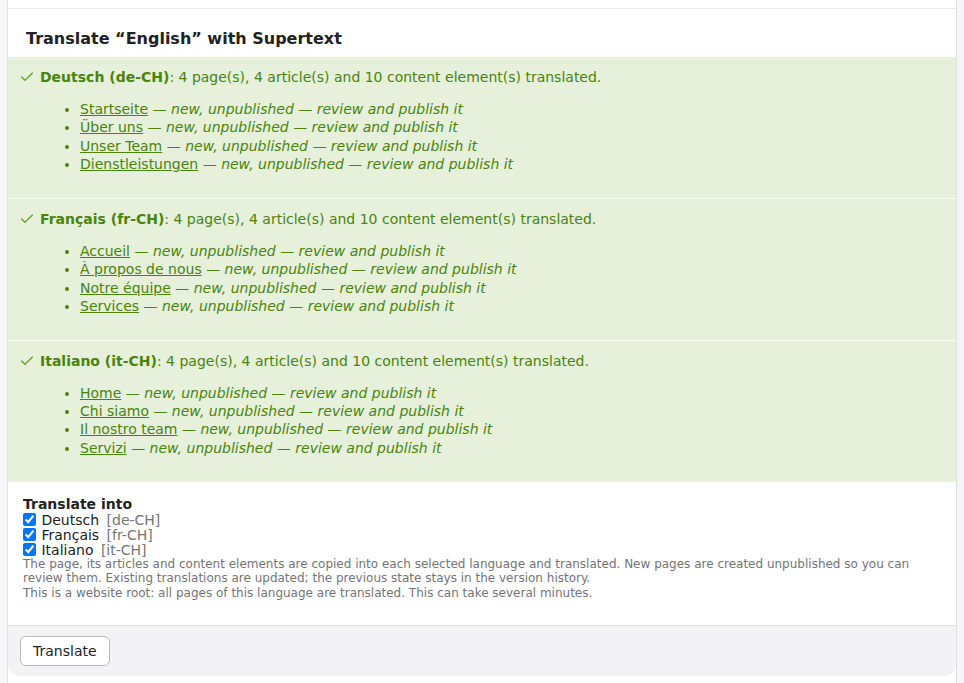 Translate “English” with Supertext
Deutsch (de-CH): 4 page(s), 4 article(s) and 10 content element(s) translated.
Startseite — new, unpublished — review and publish it
Über uns — new, unpublished — review and publish it
Unser Team — new, unpublished — review and publish it
Dienstleistungen — new, unpublished — review and publish it
Français (fr-CH): 4 page(s), 4 article(s) and 10 content element(s) translated.
Accueil — new, unpublished — review and publish it
À propos de nous — new, unpublished — review and publish it
Notre équipe — new, unpublished — review and publish it
Services — new, unpublished — review and publish it
Italiano (it-CH): 4 page(s), 4 article(s) and 10 content element(s) translated.
Home — new, unpublished — review and publish it
Chi siamo — new, unpublished — review and publish it
Il nostro team — new, unpublished — review and publish it
Servizi — new, unpublished — review and publish it
Translate into
Deutsch [de-CH]
Français [fr-CH]
Italiano [it-CH]
The page, its articles and content elements are copied into each selected language and translated. New pages are created unpublished so you can
review them. Existing translations are updated; the previous state stays in the version history.
This is a website root: all pages of this language are translated. This can take several minutes.
Translate